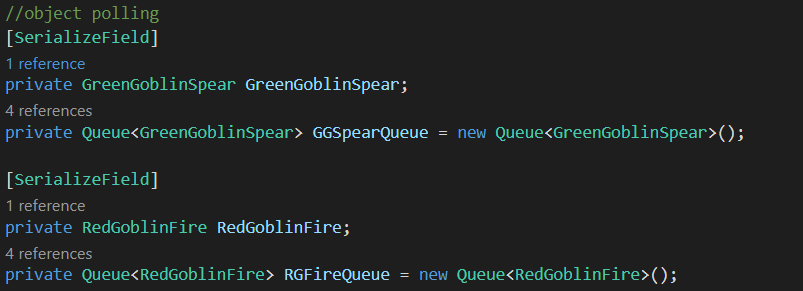 //object polling
[SerializeField]
1 reference
private GreenGoblinSpear GreenGoblinSpear;
4 references
private Queue<GreenGoblinSpear> GGSpearQueue = new Queue<GreenGoblinSpear>();
[SerializeField]
1 reference
private RedGoblinFire RedGoblinFire;
4 references
private Queue<RedGoblinFire> RGFireQueue = new Queue<RedGoblinFire>();